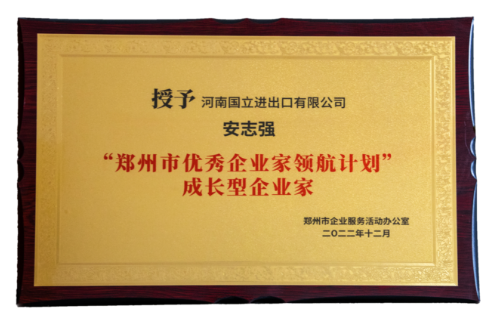 授予 河南国立进出口有限公司
安志强
“郑州市优秀企业家领航计划”
成长型企业家
郑州市企业服务活动办公室
二〇二二年十二月